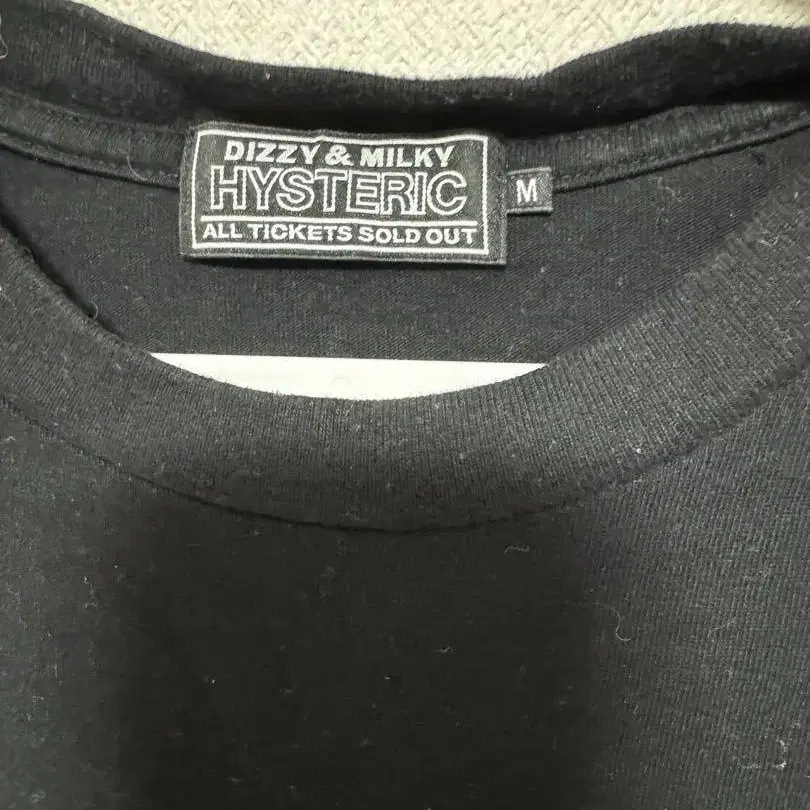 DIZZY & MILKY
HYSTERIC
ALL TICKETS SOLD OUT
M